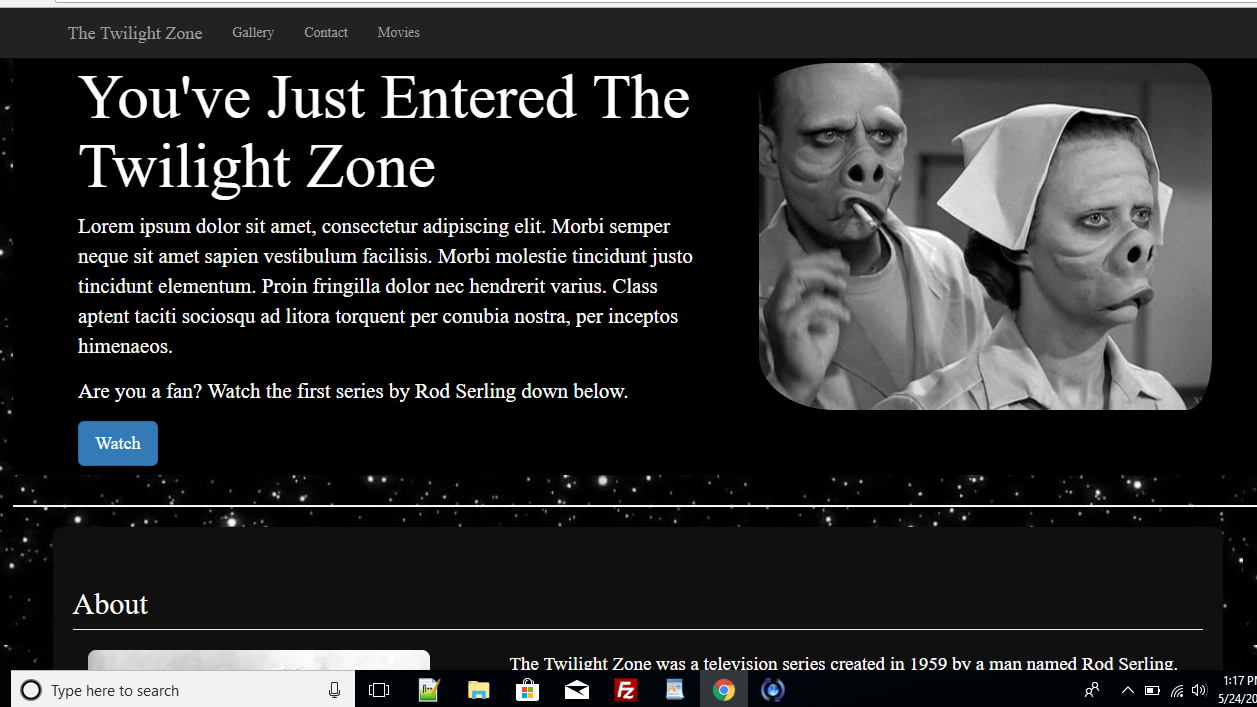 The Twilight Zone Gallery Contact Movies
You've Just Entered The
Twilight Zone
Lorem ipsum dolor sit amet, consectetur adipiscing elit. Morbi semper
neque sit amet sapien vestibulum facilisis. Morbi molestie tincidunt justo
tincidunt elementum. Proin fringilla dolor nec hendrerit varius. Class
aptent taciti sociosqu ad litora torquent per conubia nostra, per inceptos
himenaeos.
Are you a fan? Watch the first series by Rod Serling down below.
Watch
About
The Twilight Zone was a television series created in 1959 by a man named Rod Serling.
Type here to search
Fz
1:17 P
5/24/20